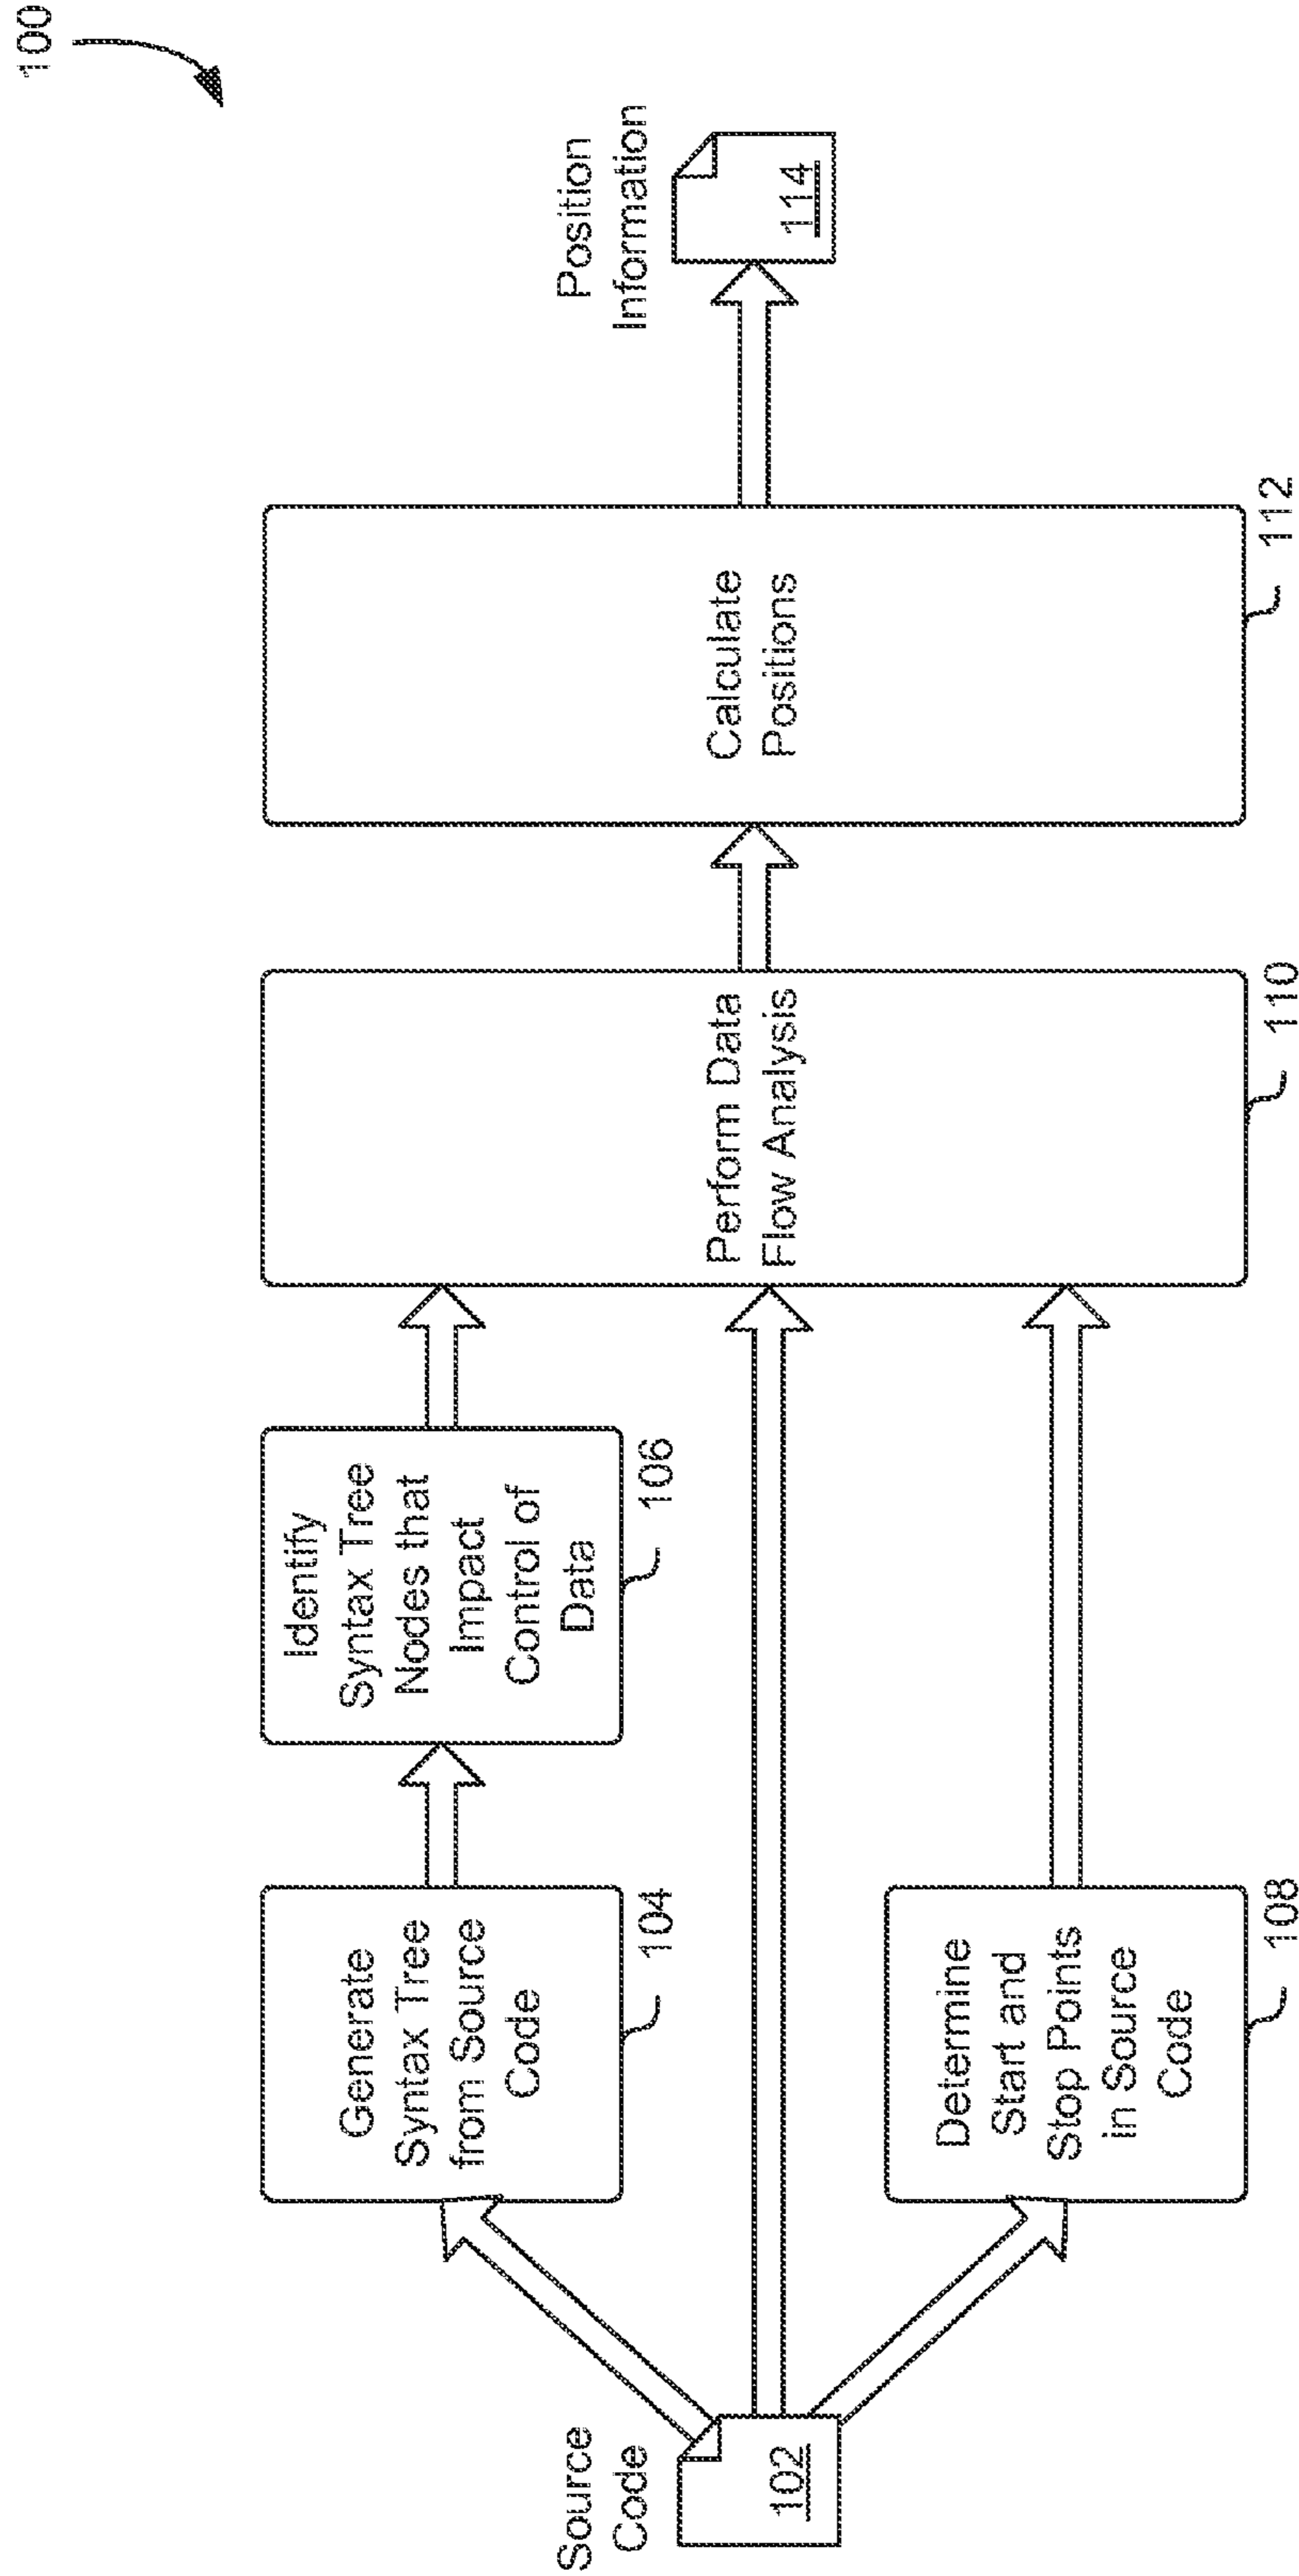 100
Source
Code
102
Generate
Syntax Tree
from Source
Code
104
Identify
Syntax Tree
Nodes that
Impact
Control of
Data
106
Determine
Start and
Stop Points
in Source
Code
108
Perform Data
Flow Analysis
110
Calculate
Positions
112
Position
Information
114